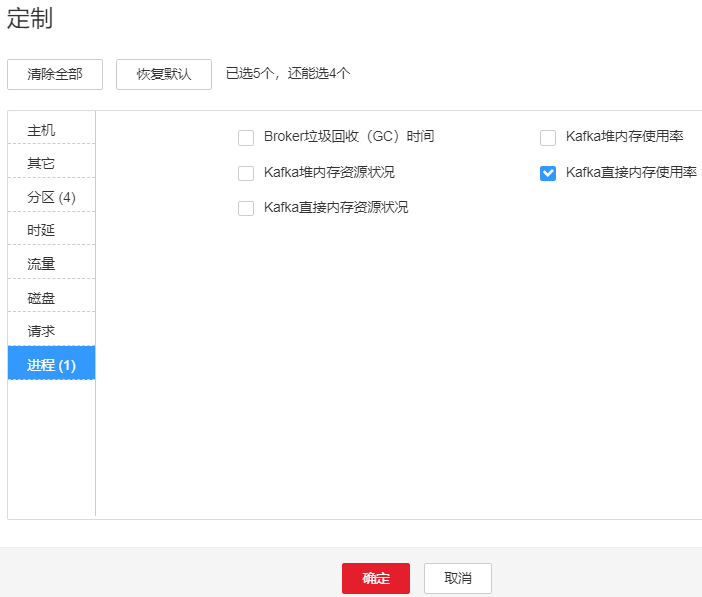 定制
清除全部 恢复默认 已选5个，还能选4个
主机
其它
分区 (4)
时延
流量
磁盘
请求
进程 (1)
Broker垃圾回收（GC）时间 Kafka堆内存使用率
Kafka堆内存资源状况 Kafka直接内存使用率
Kafka直接内存资源状况
确定 取消